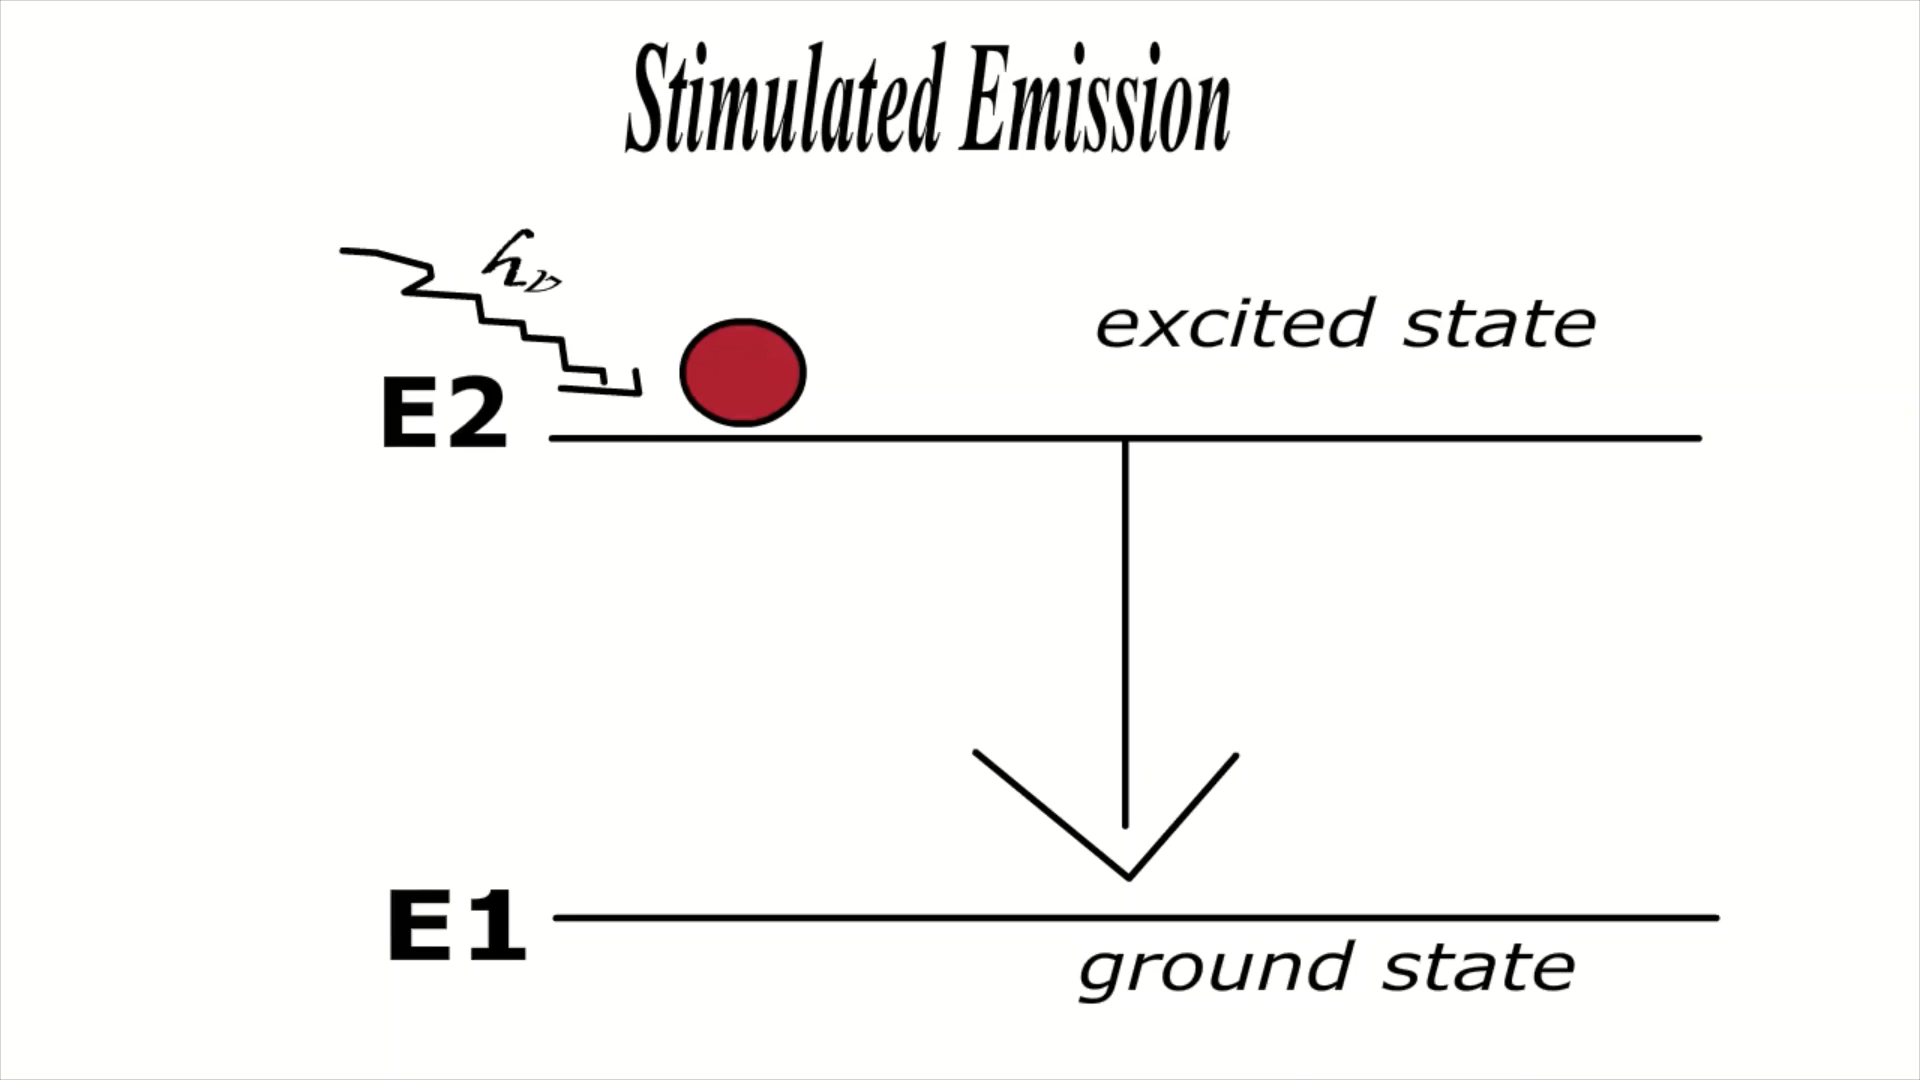 Stimulated Emission
hν
excited state
E2
E1
ground state